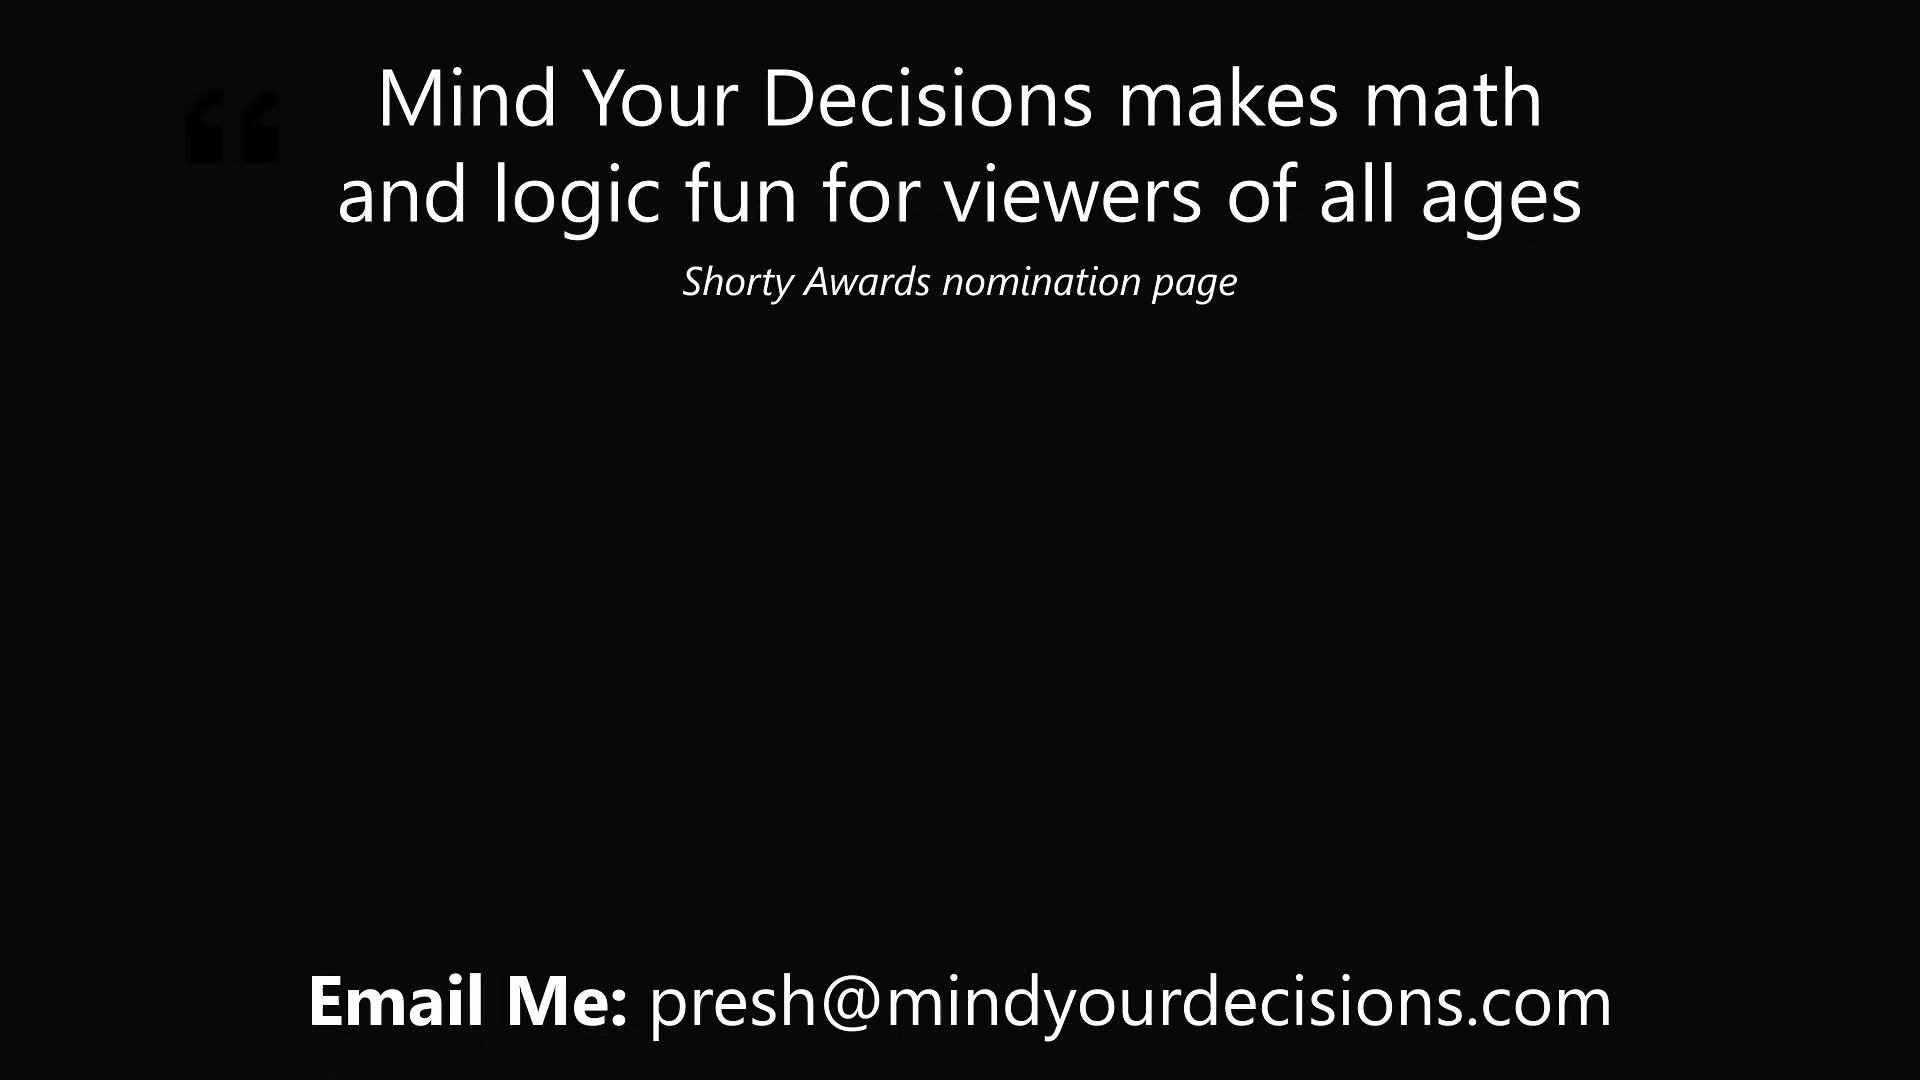 Mind Your Decisions makes math
and logic fun for viewers of all ages
Shorty Awards nomination page
Email Me: presh@mindyourdecisions.com